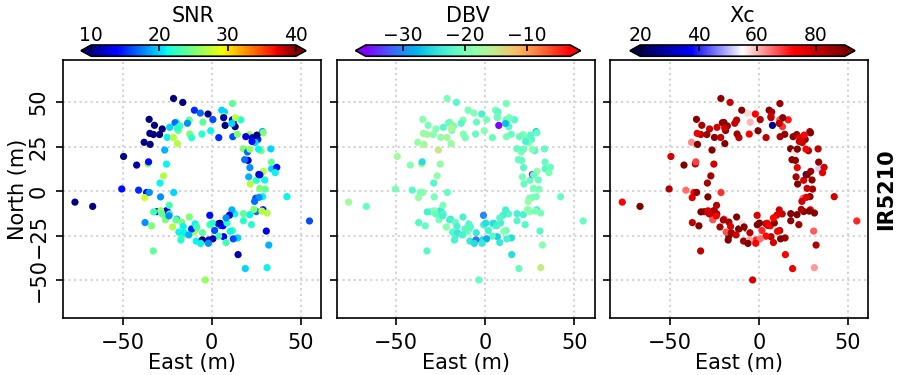 SNR DBV Xc
10 20 30 40 −30 −20 −10 20 40 60 80
50
25
0
−25
−50
North (m)
−50 0 50 −50 0 50 −50 0 50
East (m) East (m) East (m)
IR5210